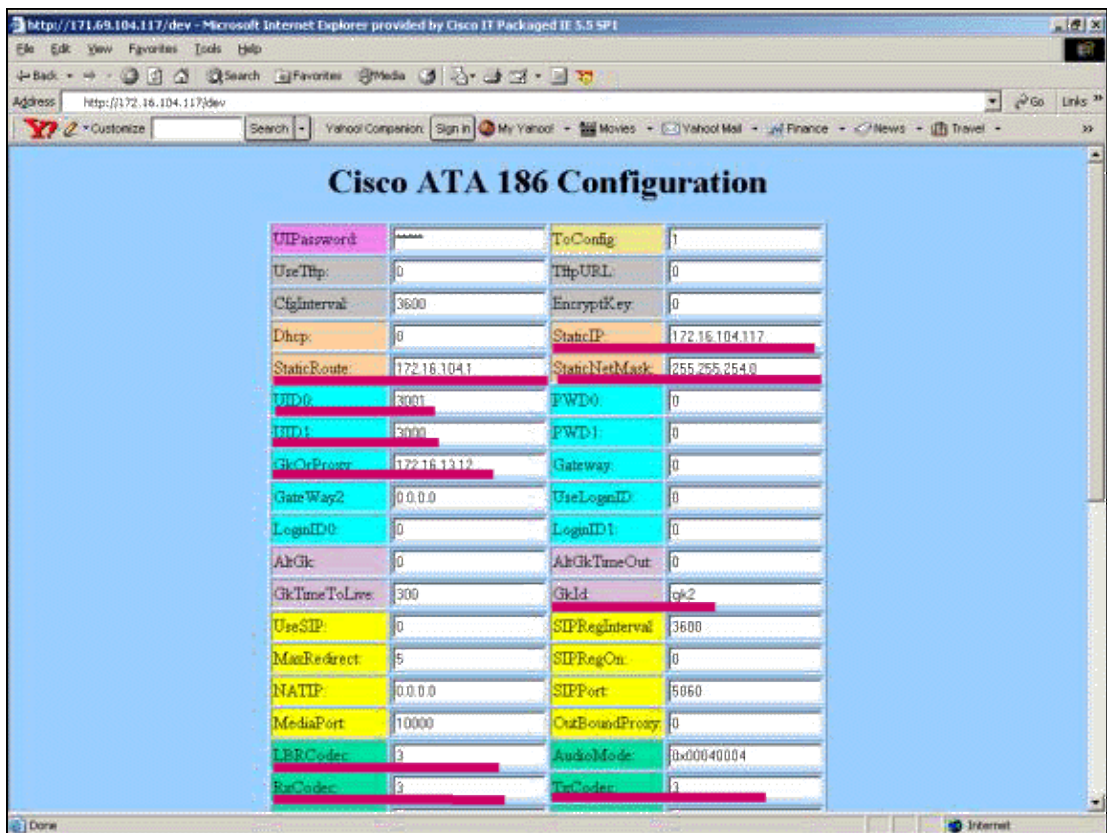 http://171.69.104.117/dev - Microsoft Internet Explorer provided by Cisco IT Packaged IE 5.5 SP1
File Edit View Favorites Tools Help
Back Search Favorites Media
Address http://172.16.104.117/dev Go Links »
Y? Customize Search Yahoo! Companion: Sign in My Yahoo! Movies Yahoo! Mail Finance News Travel »
Cisco ATA 186 Configuration
UIPassword: ToConfig: 1
UseTftp: 0 TftpURL: 0
CfgInterval: 3600 EncryptKey: 0
Dhcp: 0 StaticIP: 172.16.104.117
StaticRoute: 172.16.104.1 StaticNetMask: 255.255.254.0
UID0: 3001 PWD0: 0
UID1: 3000 PWD1: 0
GkOrProxy: 172.16.13.12 Gateway: 0
GateWay2: 0.0.0.0 UseLoginID: 0
LoginID0: 0 LoginID1: 0
AltGk: 0 AltGkTimeOut: 0
GkTimeToLive: 300 GkId: gk2
UseSIP: 0 SIPRegInterval: 3600
MaxRedirect: 5 SIPRegOn: 0
NATIP: 0.0.0.0 SIPPort: 5060
MediaPort: 10000 OutBoundProxy: 0
LBRCodec: 3 AudioMode: 0x00040004
RxCodec: 3 TxCodec: 3
Done Internet